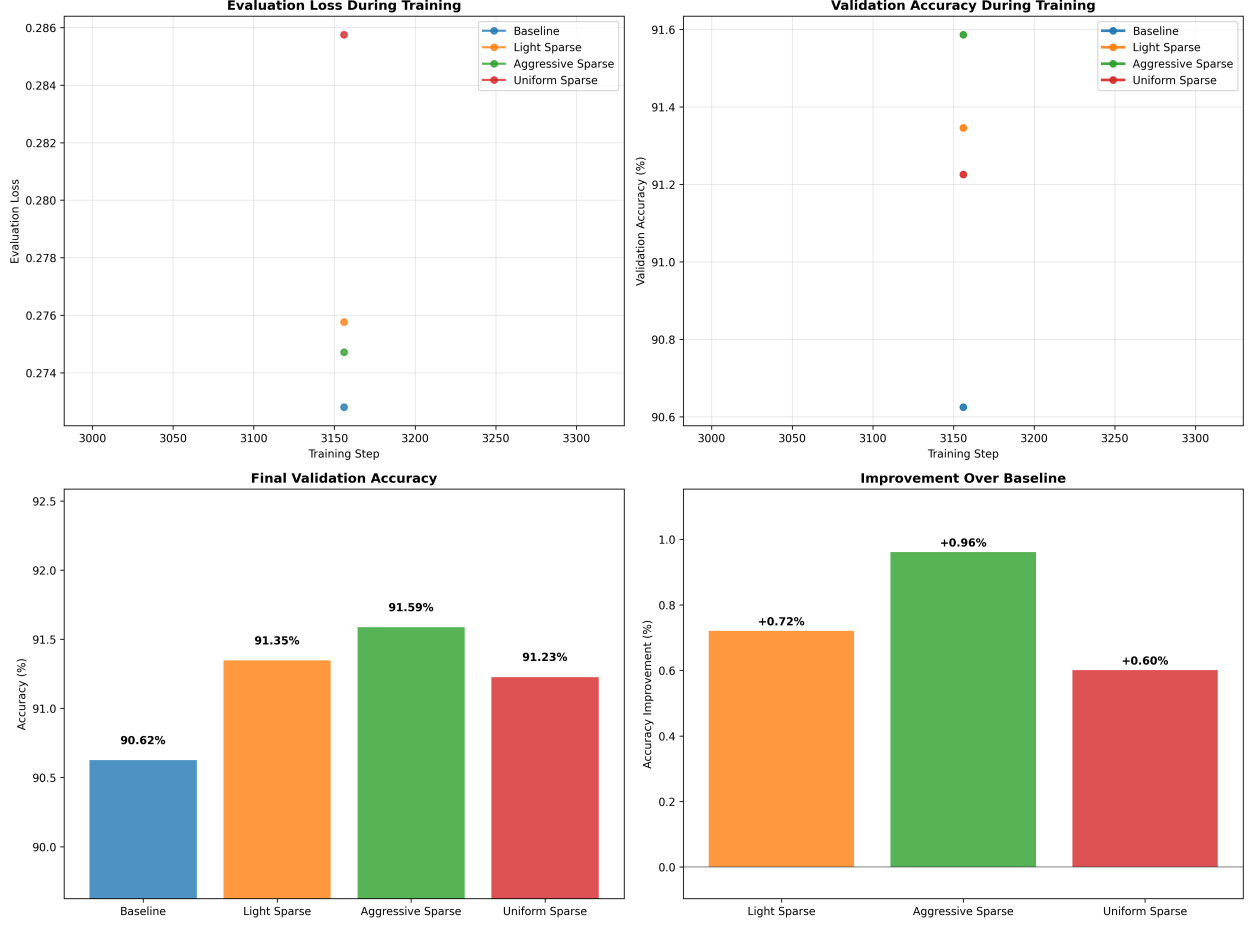 Evaluation Loss During Training
0.286
0.284
0.282
0.280
0.278
0.276
0.274
Evaluation Loss
3000 3050 3100 3150 3200 3250 3300
Training Step
Baseline
Light Sparse
Aggressive Sparse
Uniform Sparse
Validation Accuracy During Training
91.6
91.4
91.2
91.0
90.8
90.6
Validation Accuracy (%)
3000 3050 3100 3150 3200 3250 3300
Training Step
Baseline
Light Sparse
Aggressive Sparse
Uniform Sparse
Final Validation Accuracy
92.5
92.0
91.5
91.0
90.5
90.0
Accuracy (%)
90.62%
91.35%
91.59%
91.23%
Baseline Light Sparse Aggressive Sparse Uniform Sparse
Improvement Over Baseline
1.0
0.8
0.6
0.4
0.2
0.0
Accuracy Improvement (%)
+0.72%
+0.96%
+0.60%
Light Sparse Aggressive Sparse Uniform Sparse